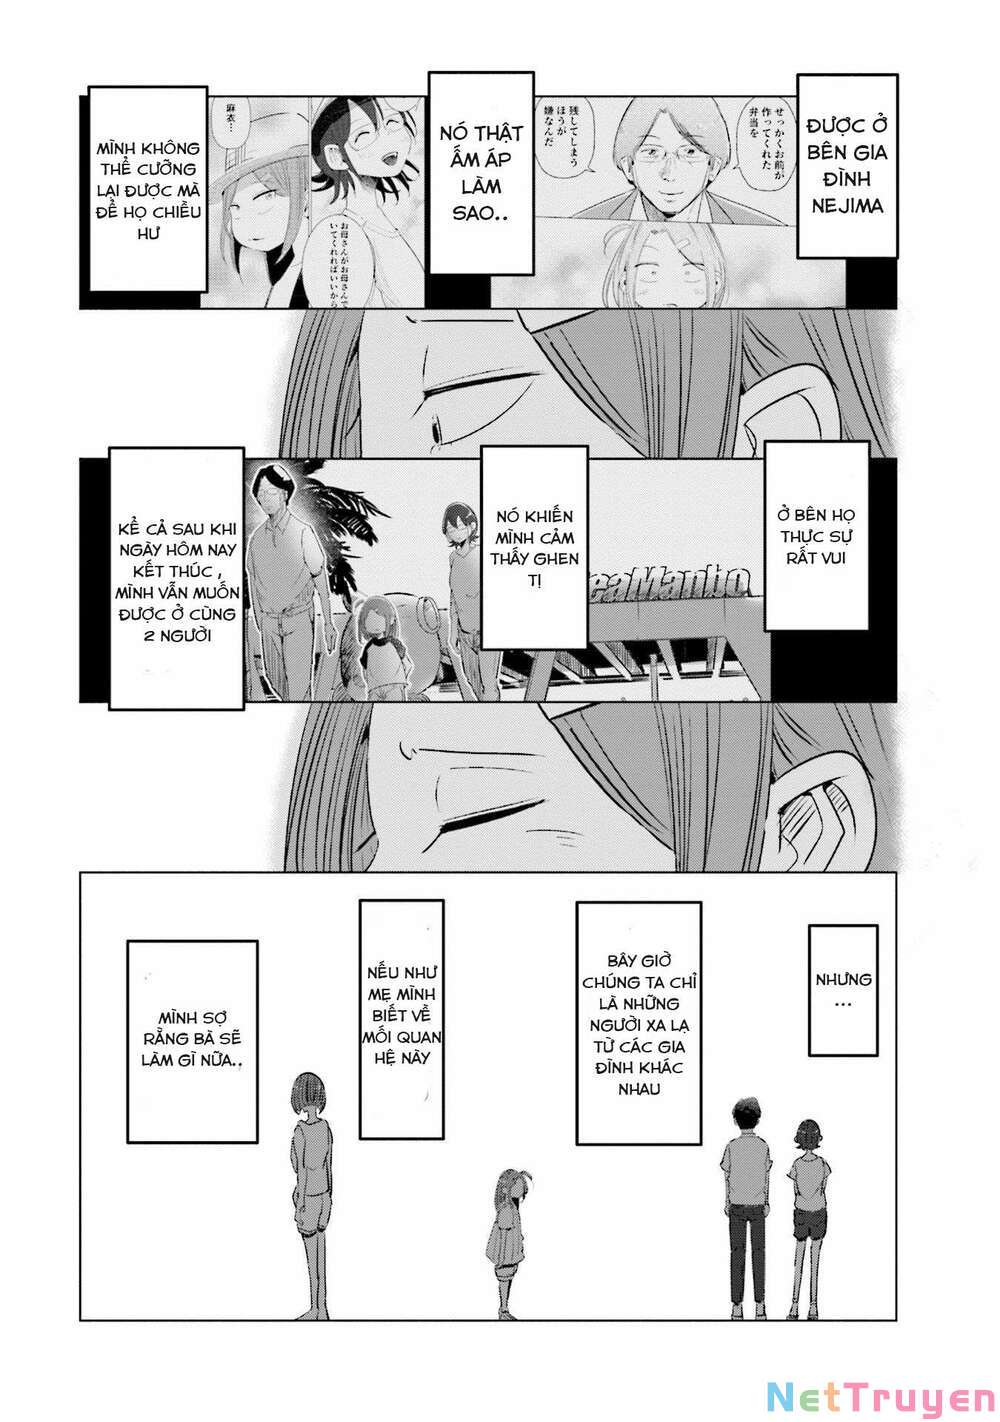 ĐƯỢC Ở
BÊN GIA
ĐÌNH
NEJIMA
せっかくお前が
作ってくれた
弁当を
残してしまう
ほうが
嫌なんだ
NÓ THẬT
ẤM ÁP
LÀM
SAO..
お母さんがお母さんで
いてくれればいいから
麻衣…
MÌNH KHÔNG
THỂ CƯỠNG
LẠI ĐƯỢC MÀ
ĐỂ HỌ CHIỀU
HƯ
Ở BÊN HỌ
THỰC SỰ
RẤT VUI
eaManbo
NÓ KHIẾN
MÌNH CẢM
THẤY GHEN
TỊ
KỂ CẢ SAU KHI
NGÀY HÔM NAY
KẾT THÚC ,
MÌNH VẪN MUỐN
ĐƯỢC Ở CÙNG
2 NGƯỜI
NHƯNG
...
BÂY GIỜ
CHÚNG TA CHỈ
LÀ NHỮNG
NGƯỜI XA LẠ
TỪ CÁC GIA
ĐÌNH KHÁC
NHAU
NẾU NHƯ
MẸ MÌNH
BIẾT VỀ
MỐI QUAN
HỆ NÀY
MÌNH SỢ
RẰNG BÀ SẼ
LÀM GÌ NỮA..
NetTruyen